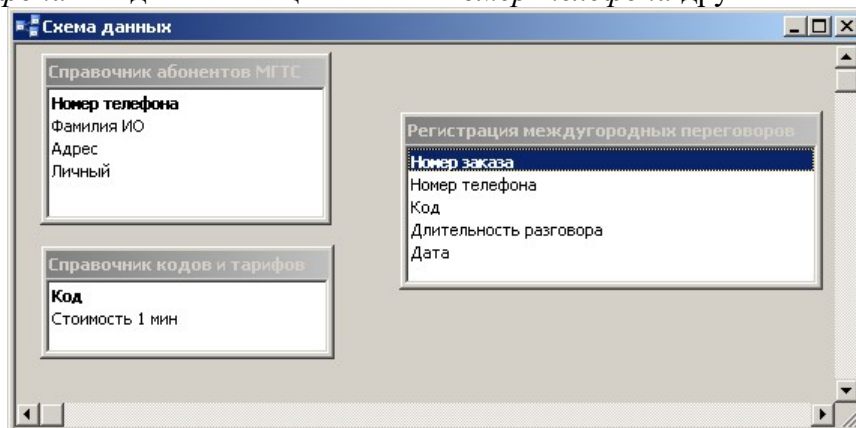 Схема данных
Справочник абонентов МГТС
Номер телефона
Фамилия ИО
Адрес
Личный
Регистрация междугородных переговоров
Номер заказа
Номер телефона
Код
Длительность разговора
Дата
Справочник кодов и тарифов
Код
Стоимость 1 мин